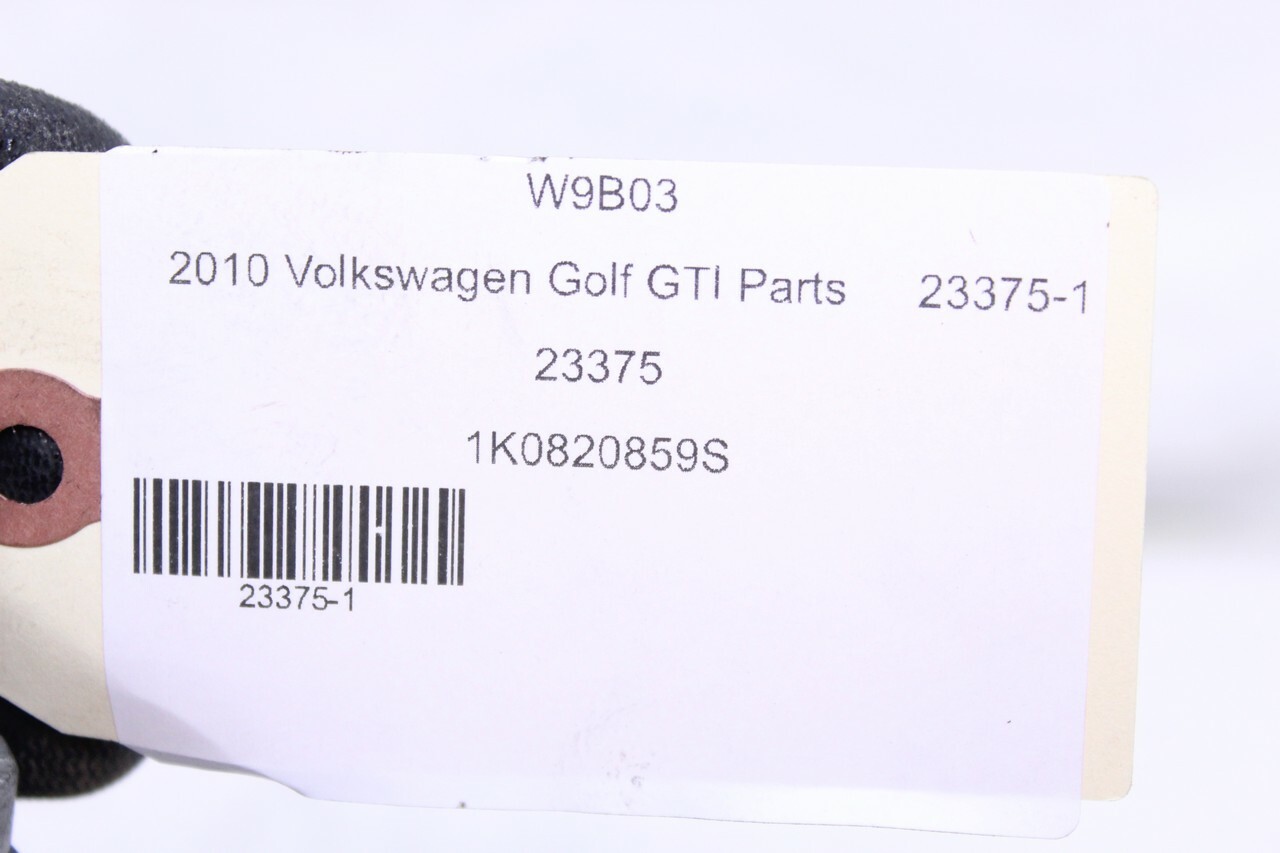 W9B03
2010 Volkswagen Golf GTI Parts 23375-1
23375
1K0820859S
23375-1